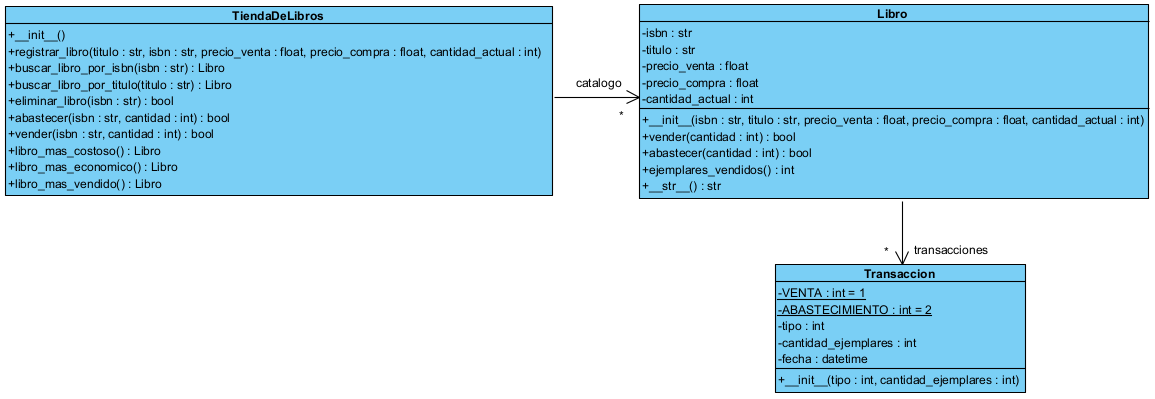 TiendaDeLibros
+__init__()
+registrar_libro(titulo : str, isbn : str, precio_venta : float, precio_compra : float, cantidad_actual : int)
+buscar_libro_por_isbn(isbn : str) : Libro
+buscar_libro_por_titulo(titulo : str) : Libro
+eliminar_libro(isbn : str) : bool
+abastecer(isbn : str, cantidad : int) : bool
+vender(isbn : str, cantidad : int) : bool
+libro_mas_costoso() : Libro
+libro_mas_economico() : Libro
+libro_mas_vendido() : Libro
catalogo
*
Libro
-isbn : str
-titulo : str
-precio_venta : float
-precio_compra : float
-cantidad_actual : int
+__init__(isbn : str, titulo : str, precio_venta : float, precio_compra : float, cantidad_actual : int)
+vender(cantidad : int) : bool
+abastecer(cantidad : int) : bool
+ejemplares_vendidos() : int
+__str__() : str
* transacciones
Transaccion
-VENTA : int = 1
-ABASTECIMIENTO : int = 2
-tipo : int
-cantidad_ejemplares : int
-fecha : datetime
+__init__(tipo : int, cantidad_ejemplares : int)